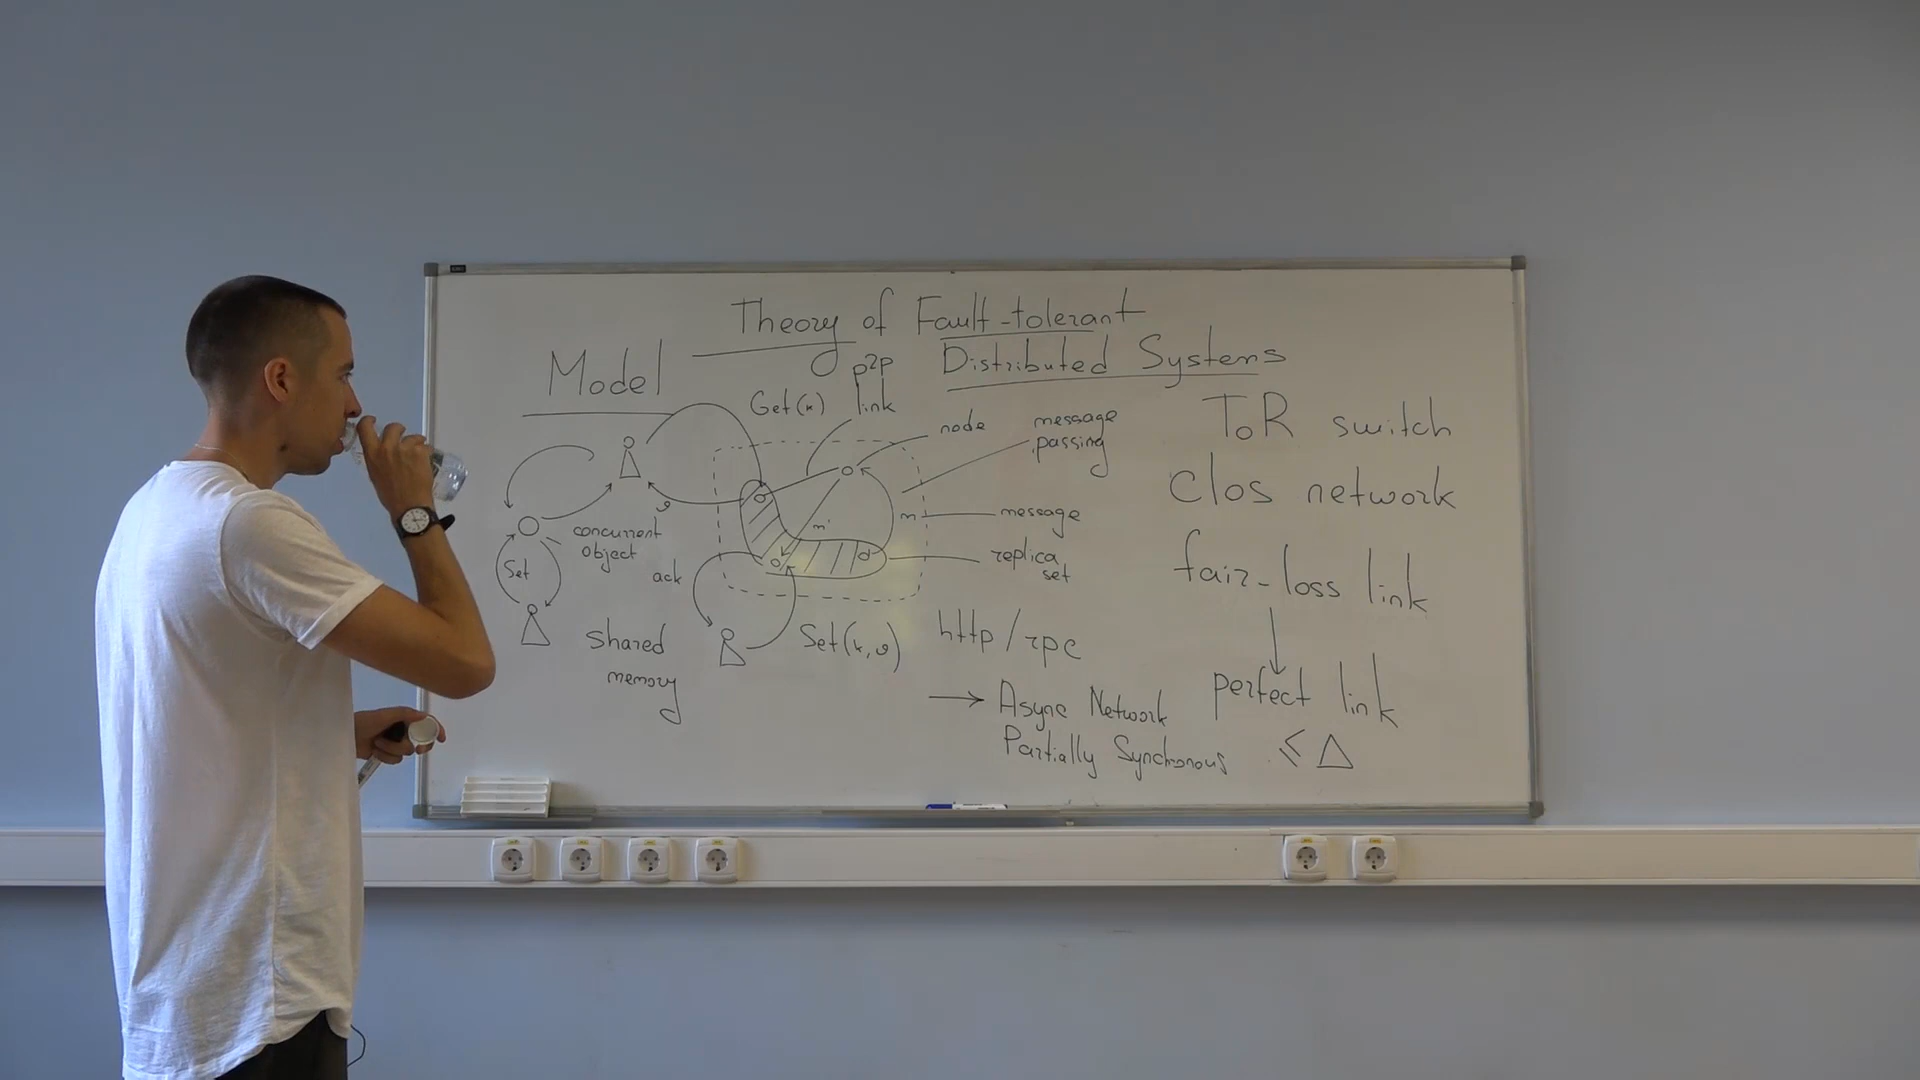 Theory of Fault-tolerant
Distributed Systems
Model
p2p
link
Get(k)
node
message
passing
m
message
m'
replica
set
v
concurrent
object
Set
ack
shared
memory
Set(k,v)
http/rpc
→ Async Network
Partially Synchronous ≤ Δ
ToR switch
Clos network
fair-loss link
perfect link